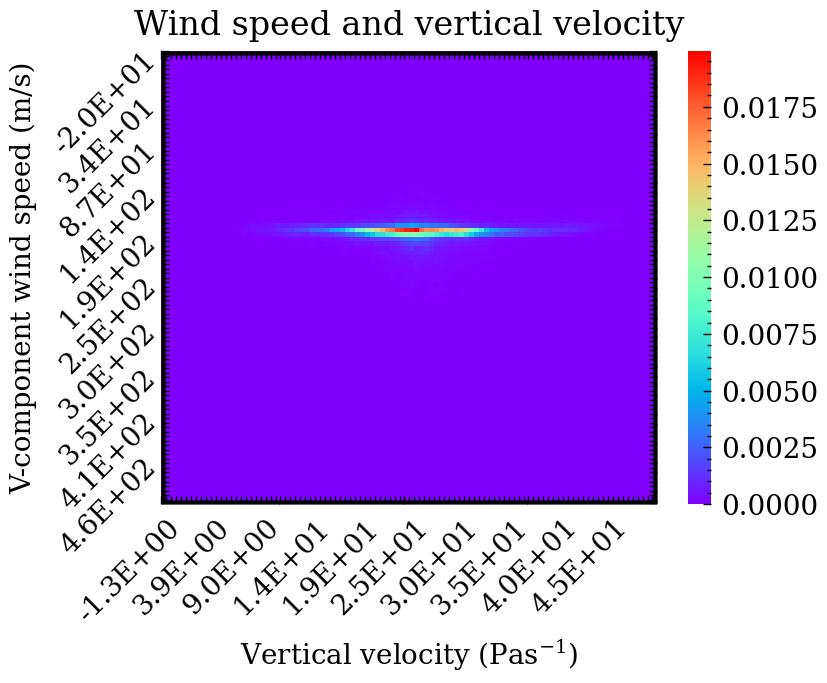 Wind speed and vertical velocity
V-component wind speed (m/s)
-2.0E+01
3.4E+01
8.7E+01
1.4E+02
1.9E+02
2.5E+02
3.0E+02
3.5E+02
4.1E+02
4.6E+02
-1.3E+00
3.9E+00
9.0E+00
1.4E+01
1.9E+01
2.5E+01
3.0E+01
3.5E+01
4.0E+01
4.5E+01
Vertical velocity (Pas⁻¹)
0.0175
0.0150
0.0125
0.0100
0.0075
0.0050
0.0025
0.0000